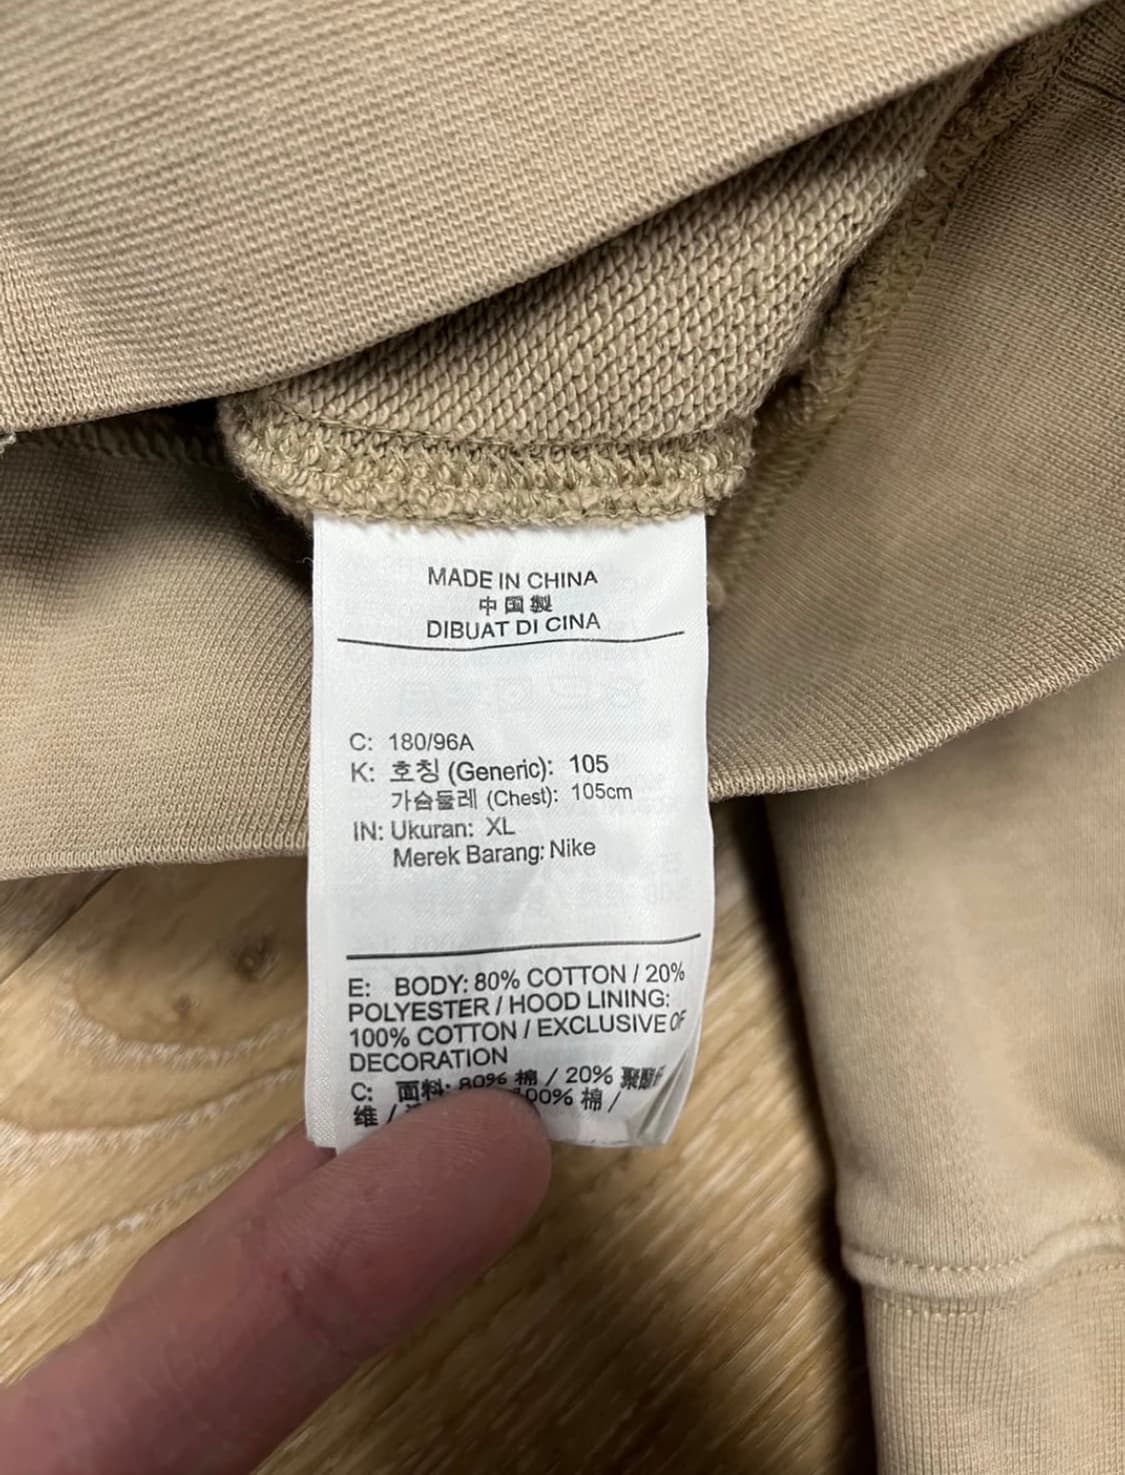 MADE IN CHINA
中国製
DIBUAT DI CINA
C: 180/96A
K: 호칭 (Generic): 105
가슴둘레 (Chest): 105cm
IN: Ukuran: XL
Merek Barang: Nike
E: BODY: 80% COTTON / 20%
POLYESTER / HOOD LINING:
100% COTTON / EXCLUSIVE OF
DECORATION
C: 面料: 80% 棉 / 20% 聚酯
维 / 100% 棉 /